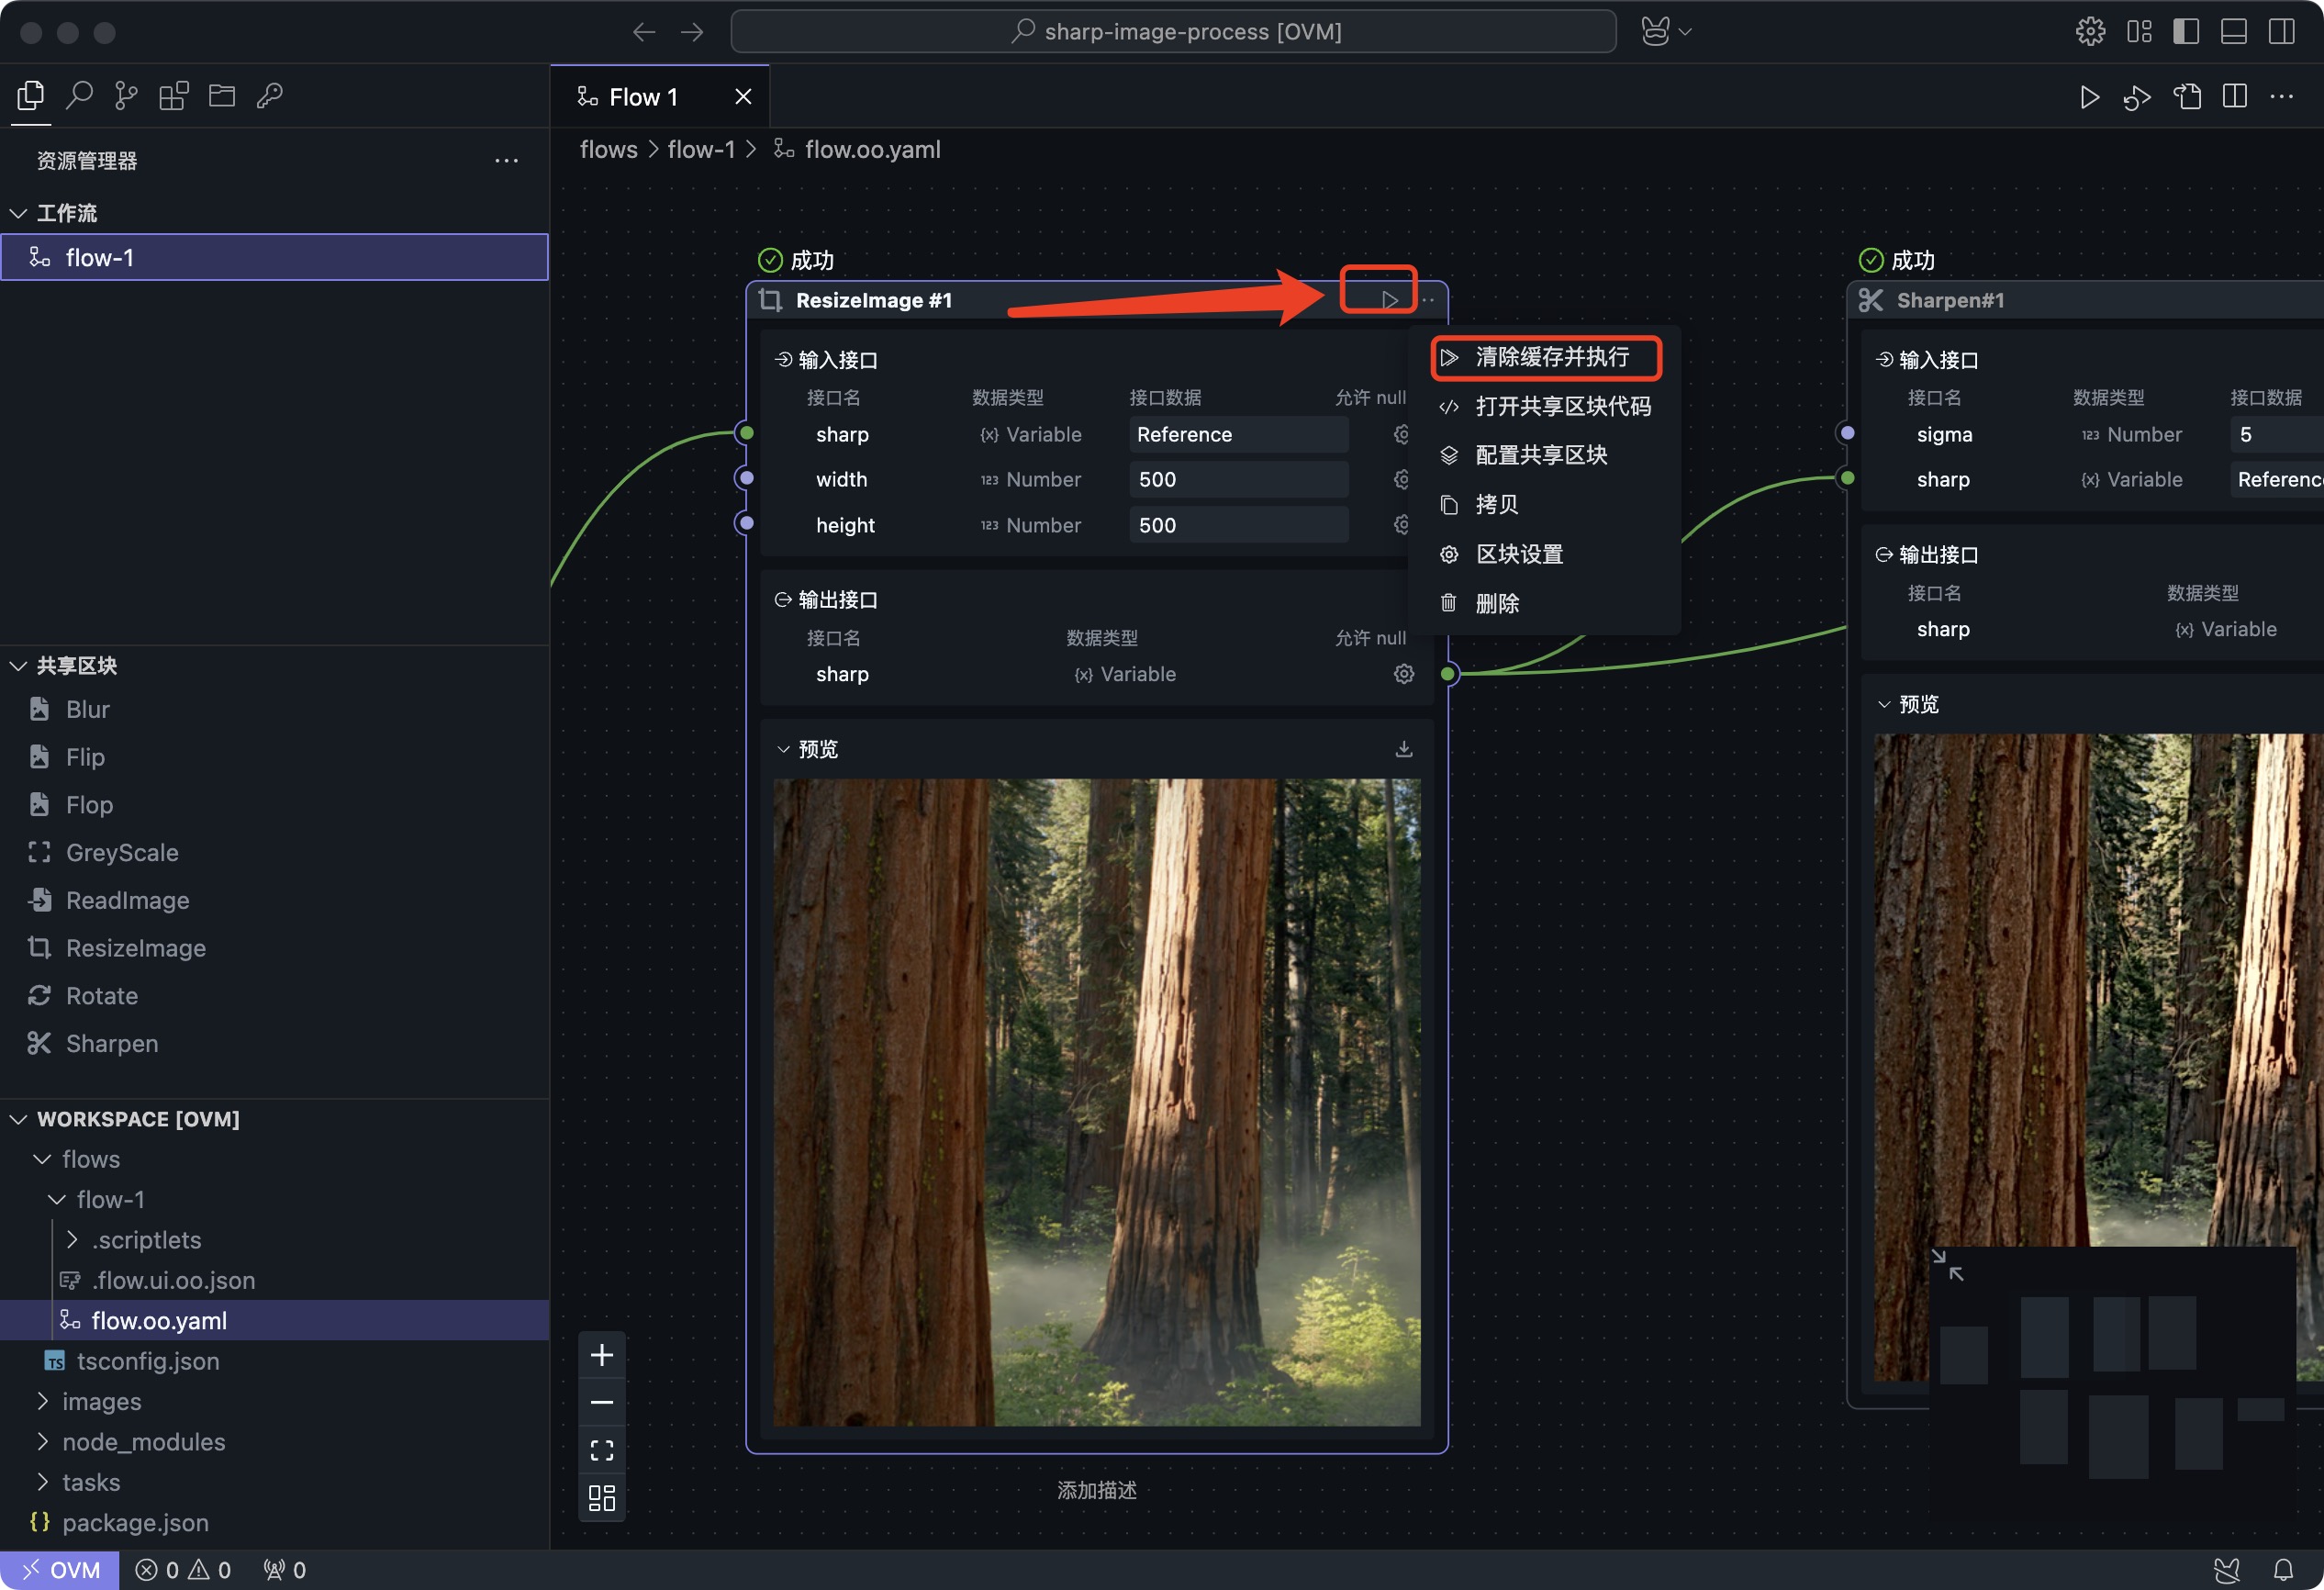 sharp-image-process [OVM]
Flow 1
资源管理器
flows > flow-1 > flow.oo.yaml
工作流
flow-1
共享区块
Blur
Flip
Flop
GreyScale
ReadImage
ResizeImage
Rotate
Sharpen
WORKSPACE [OVM]
flows
flow-1
.scriptlets
.flow.ui.oo.json
flow.oo.yaml
TS tsconfig.json
images
node_modules
tasks
{} package.json
成功
ResizeImage #1
输入接口
接口名 数据类型 接口数据 允许 null
sharp {x} Variable Reference
width 123 Number 500
height 123 Number 500
输出接口
接口名 数据类型 允许 null
sharp {x} Variable
预览
添加描述
清除缓存并执行
打开共享区块代码
配置共享区块
拷贝
区块设置
删除
成功
Sharpen#1
输入接口
接口名 数据类型 接口数据
sigma 123 Number 5
sharp {x} Variable Referenc
输出接口
接口名 数据类型
sharp {x} Variable
预览
OVM 0 0 0